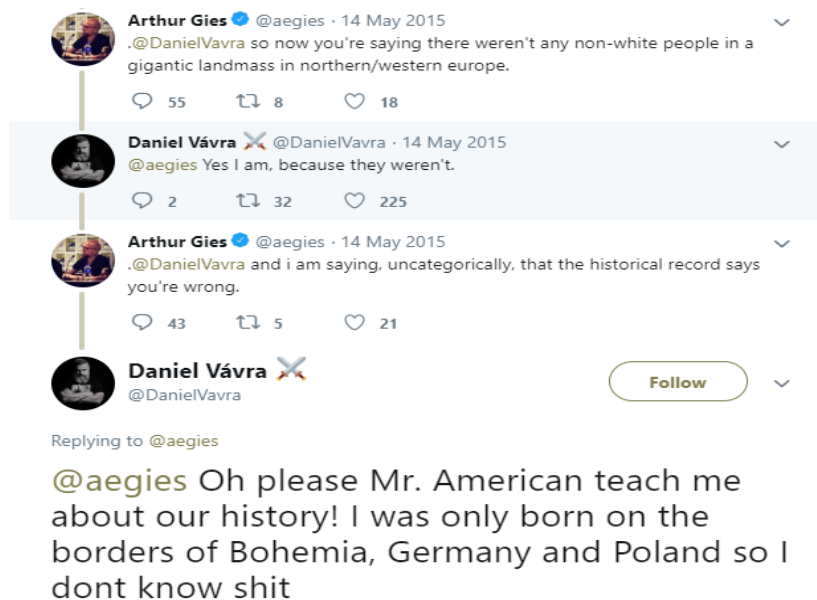 Arthur Gies @aegies · 14 May 2015
.@DanielVavra so now you're saying there weren't any non-white people in a
gigantic landmass in northern/western europe.
55 8 18
Daniel Vávra ⚔ @DanielVavra · 14 May 2015
@aegies Yes I am, because they weren't.
2 32 225
Arthur Gies @aegies · 14 May 2015
.@DanielVavra and i am saying, uncategorically, that the historical record says
you're wrong.
43 5 21
Daniel Vávra ⚔
@DanielVavra
Follow
Replying to @aegies
@aegies Oh please Mr. American teach me
about our history! I was only born on the
borders of Bohemia, Germany and Poland so I
dont know shit